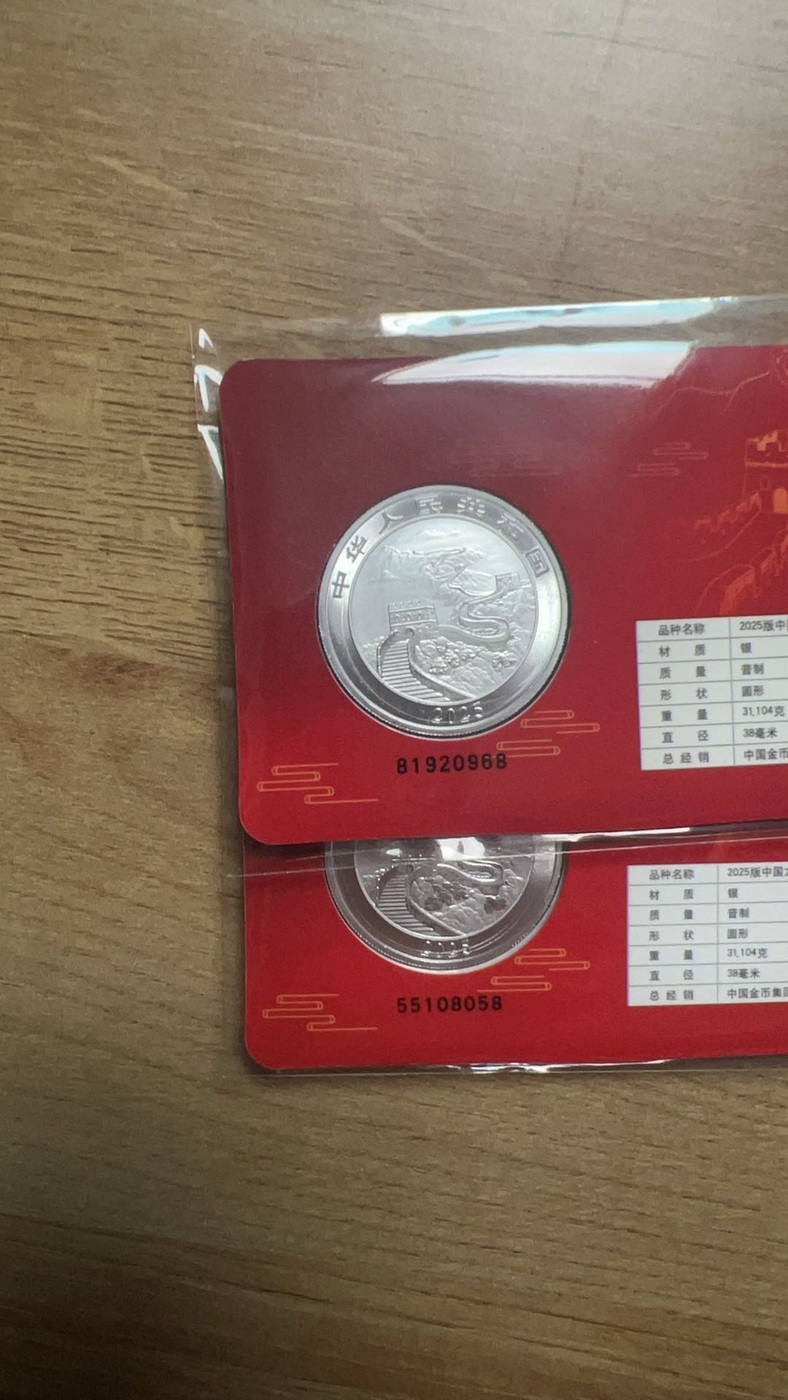 中华人民共和国
2025
81920968
品种名称 2025版中
材 质 银
质 量 普制
形 状 圆形
重 量 31.104克
直 径 38毫米
总经销 中国金币
2025
55108058
品种名称 2025版中国
材 质 银
质 量 普制
形 状 圆形
重 量 31.104克
直 径 38毫米
总经销 中国金币集团